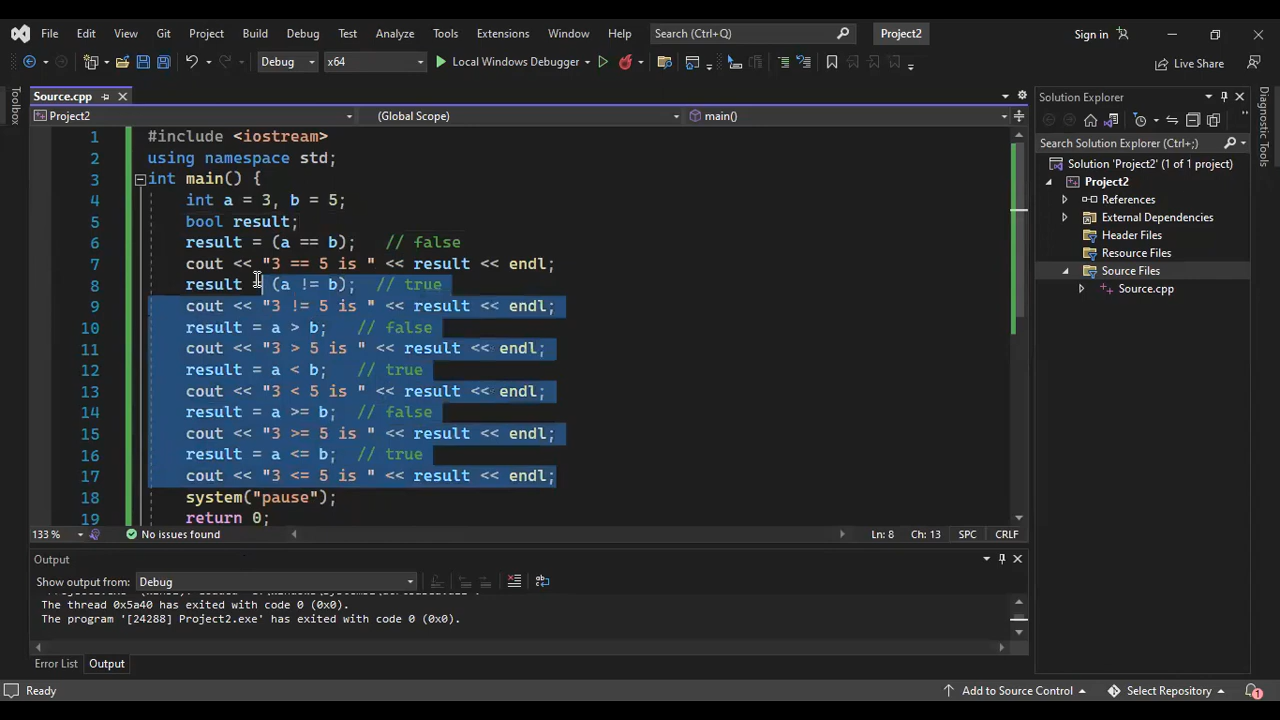 File Edit View Git Project Build Debug Test Analyze Tools Extensions Window Help Search (Ctrl+Q) Project2 Sign in
Debug x64 Local Windows Debugger Live Share
Toolbox
Source.cpp
Project2 (Global Scope) main()
1 #include <iostream>
2 using namespace std;
3 int main() {
4 int a = 3, b = 5;
5 bool result;
6 result = (a == b); // false
7 cout << "3 == 5 is " << result << endl;
8 result = (a != b); // true
9 cout << "3 != 5 is " << result << endl;
10 result = a > b; // false
11 cout << "3 > 5 is " << result << endl;
12 result = a < b; // true
13 cout << "3 < 5 is " << result << endl;
14 result = a >= b; // false
15 cout << "3 >= 5 is " << result << endl;
16 result = a <= b; // true
17 cout << "3 <= 5 is " << result << endl;
18 system("pause");
19 return 0;
133 % No issues found Ln: 8 Ch: 13 SPC CRLF
Output
Show output from: Debug
The thread 0x5a40 has exited with code 0 (0x0).
The program '[24288] Project2.exe' has exited with code 0 (0x0).
Error List Output
Solution Explorer
Search Solution Explorer (Ctrl+;)
Solution 'Project2' (1 of 1 project)
Project2
References
External Dependencies
Header Files
Resource Files
Source Files
Source.cpp
Diagnostic Tools
Ready Add to Source Control Select Repository 1